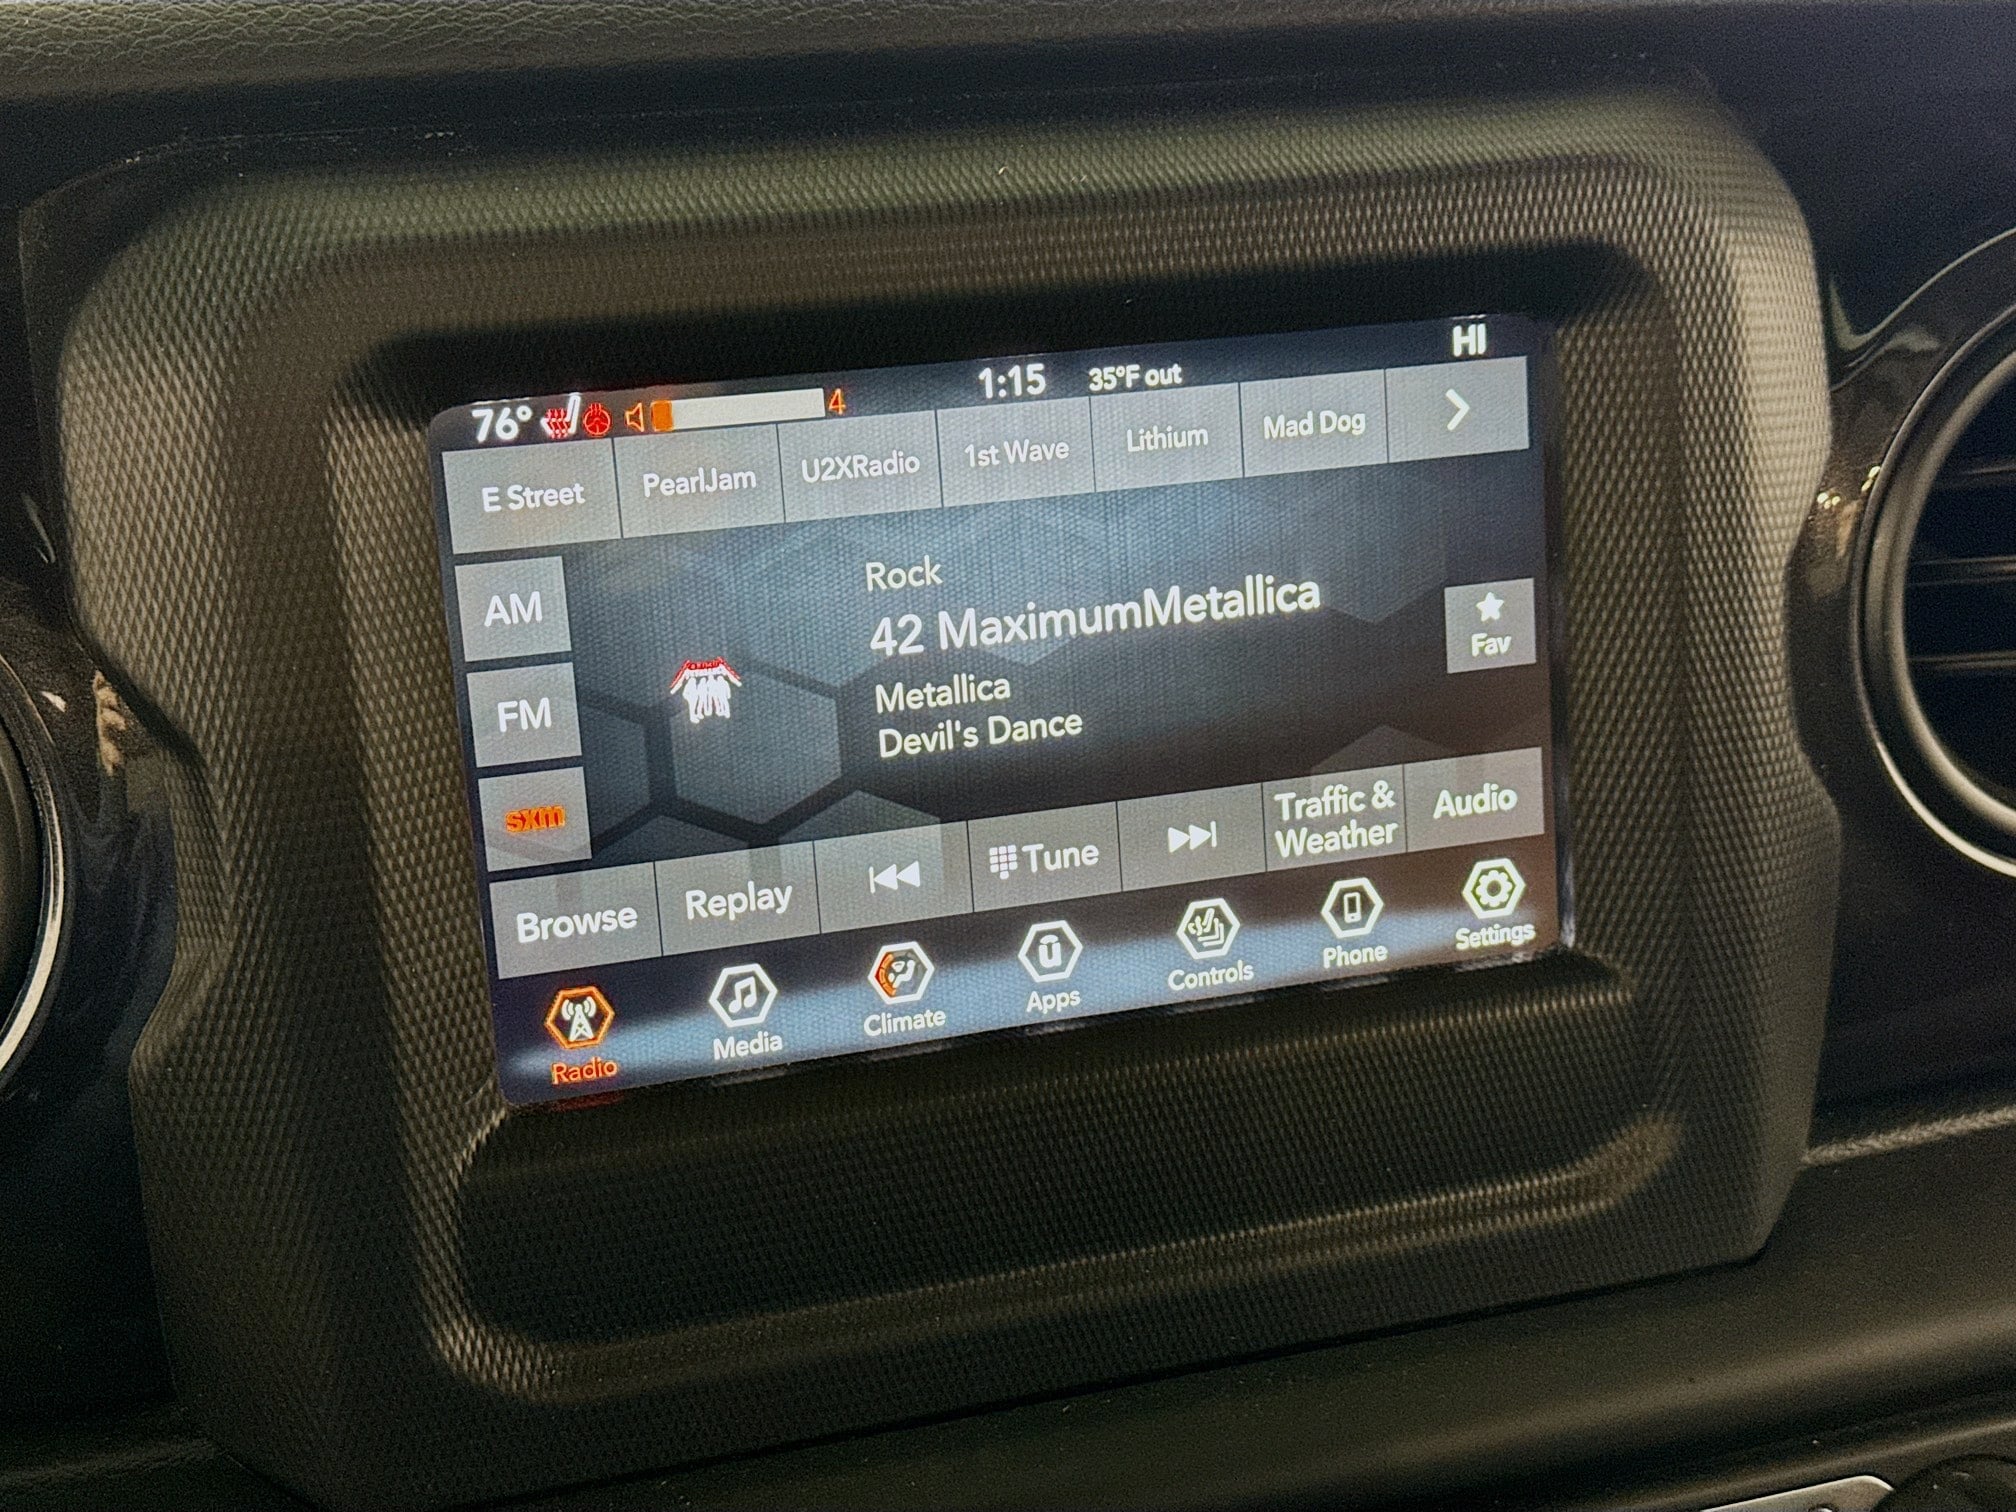 76°
4
1:15
35°F out
HI
E Street
PearlJam
U2XRadio
1st Wave
Lithium
Mad Dog
AM
FM
sxm
Rock
42 MaximumMetallica
Metallica
Devil's Dance
Fav
Browse
Replay
Tune
Traffic &
Weather
Audio
Radio
Media
Climate
Apps
Controls
Phone
Settings